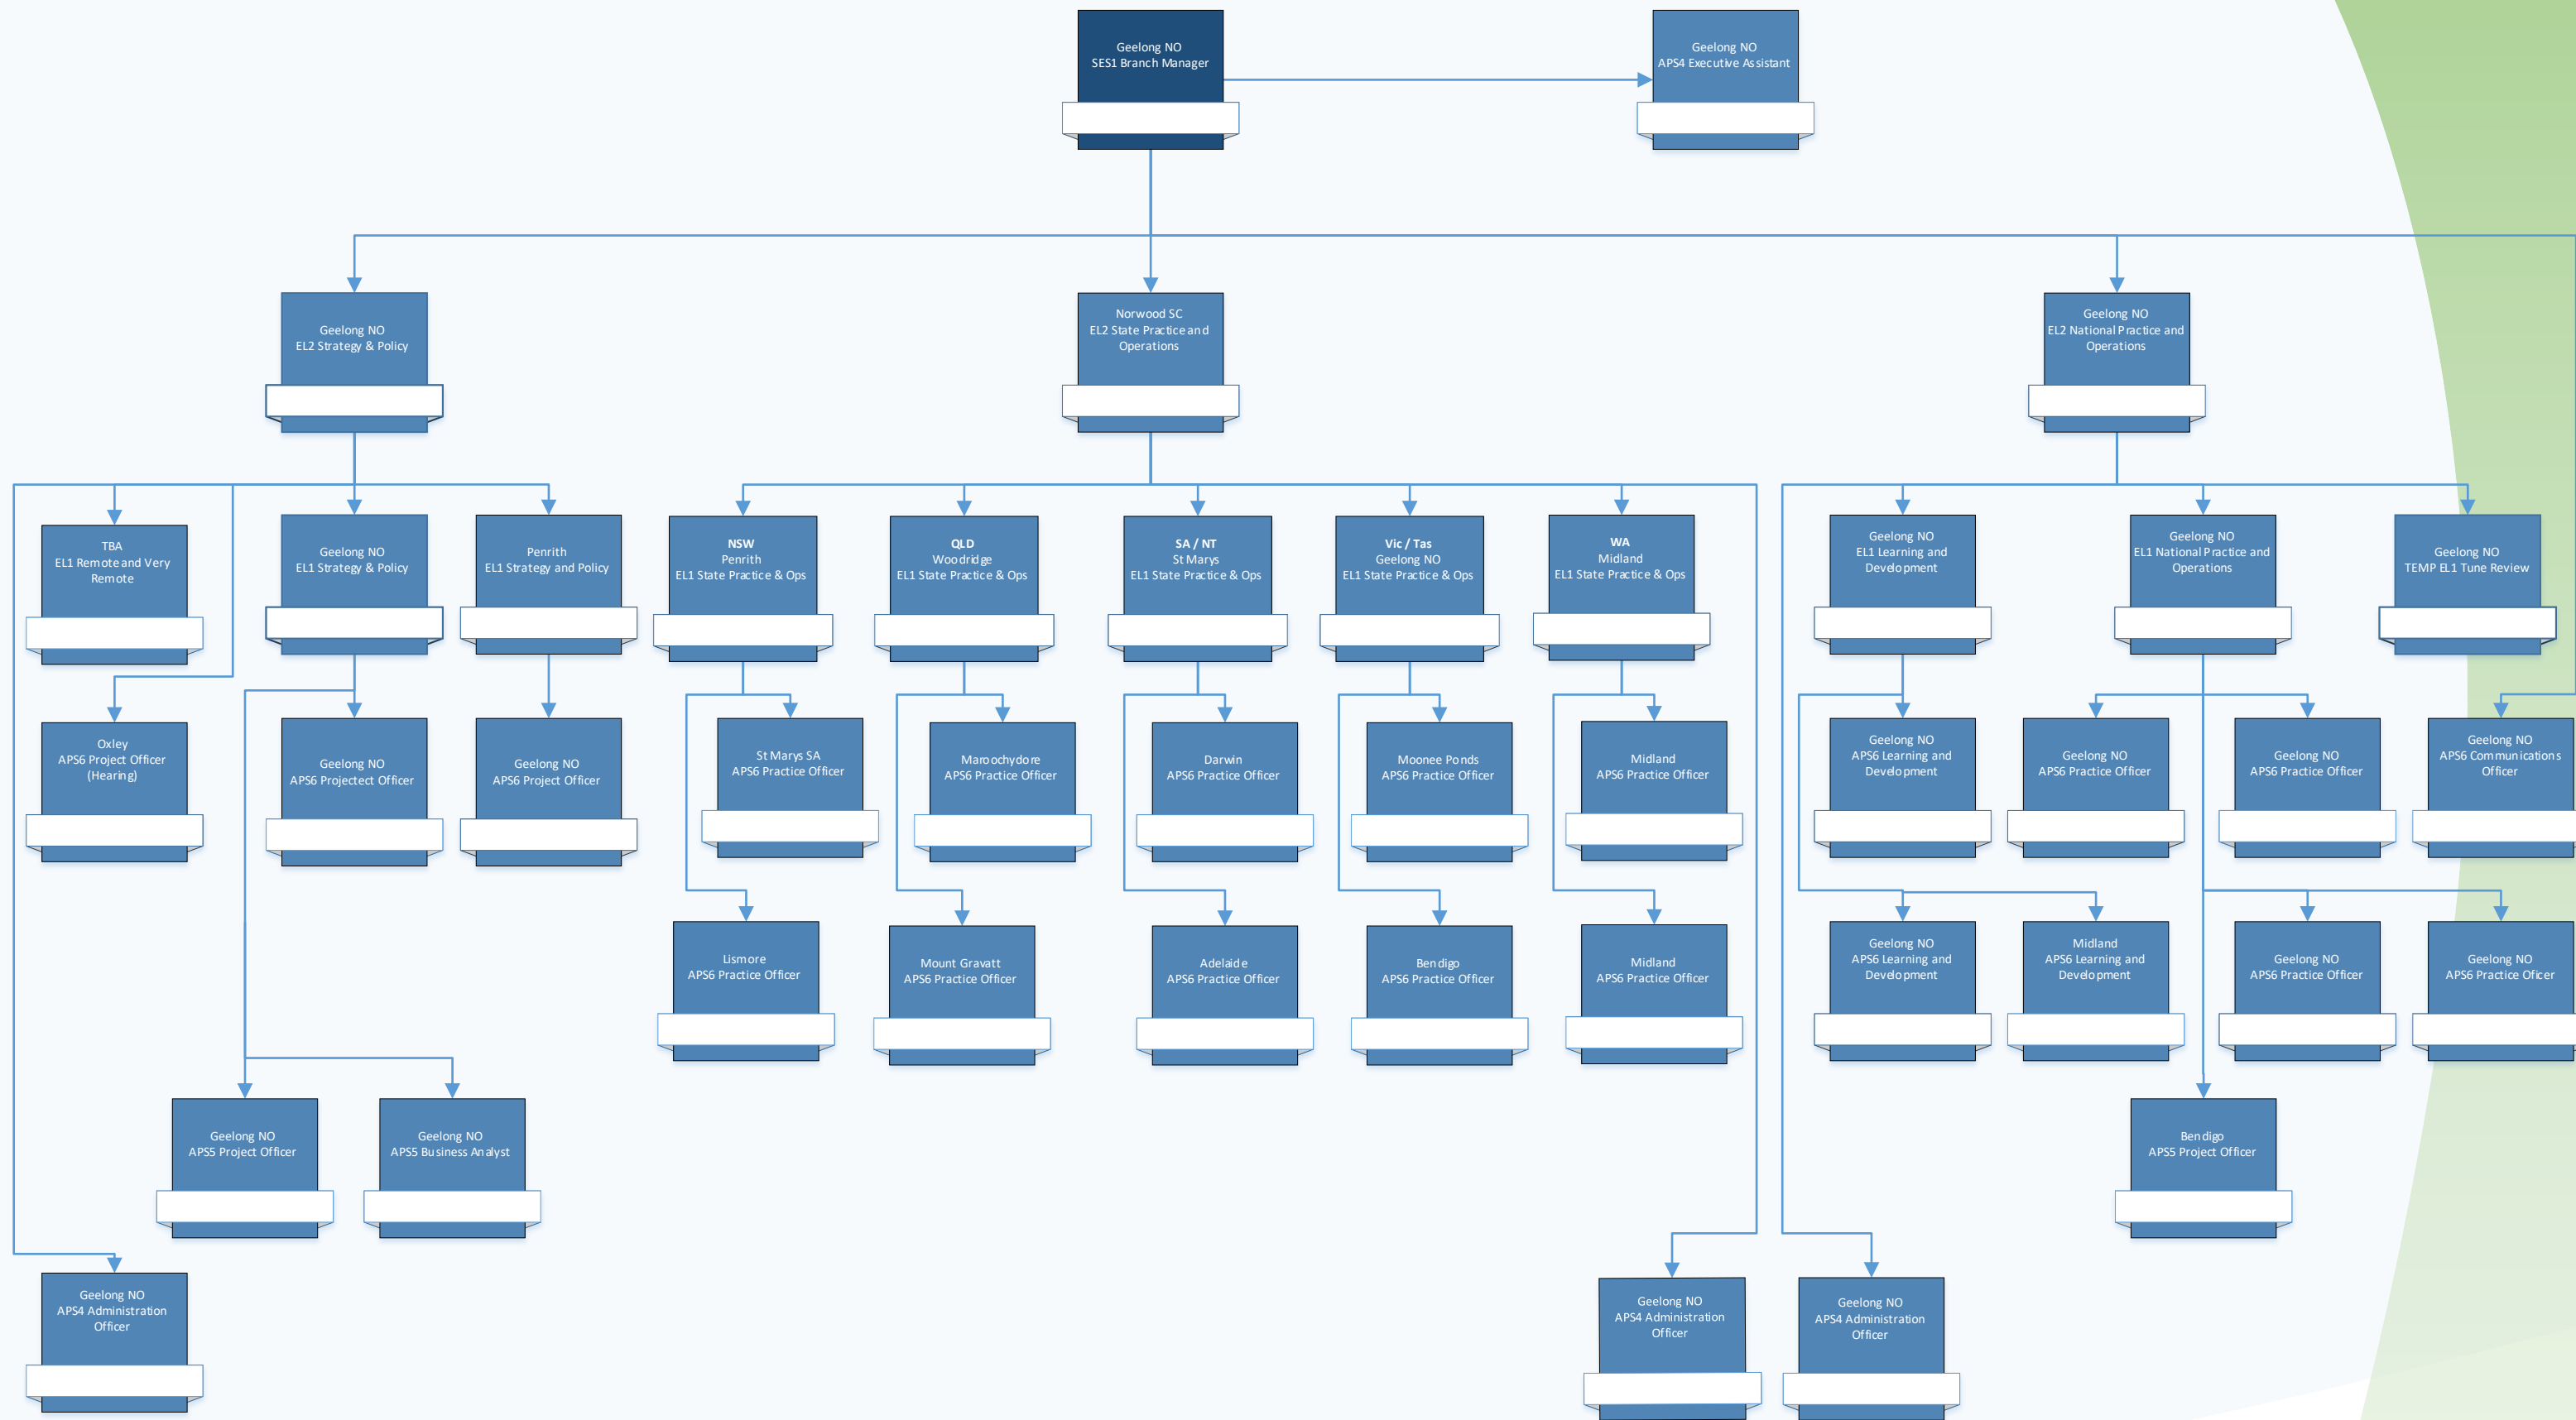 Geelong NO
SES1 Branch Manager
Geelong NO
APS4 Executive Assistant
Geelong NO
EL2 Strategy & Policy
Norwood SC
EL2 State Practice and
Operations
Geelong NO
EL2 National Practice and
Operations
TBA
EL1 Remote and Very
Remote
Geelong NO
EL1 Strategy & Policy
Penrith
EL1 Strategy and Policy
NSW
Penrith
EL1 State Practice & Ops
QLD
Woodridge
EL1 State Practice & Ops
SA / NT
St Marys
EL1 State Practice & Ops
Vic / Tas
Geelong NO
EL1 State Practice & Ops
WA
Midland
EL1 State Practice & Ops
Geelong NO
EL1 Learning and
Development
Geelong NO
EL1 National Practice and
Operations
Geelong NO
TEMP EL1 Tune Review
Oxley
APS6 Project Officer
(Hearing)
Geelong NO
APS6 Projectect Officer
Geelong NO
APS6 Project Officer
St Marys SA
APS6 Practice Officer
Maroochydore
APS6 Practice Officer
Darwin
APS6 Practice Officer
Moonee Ponds
APS6 Practice Officer
Midland
APS6 Practice Officer
Geelong NO
APS6 Learning and
Development
Geelong NO
APS6 Practice Officer
Geelong NO
APS6 Practice Officer
Geelong NO
APS6 Communications
Officer
Lismore
APS6 Practice Officer
Mount Gravatt
APS6 Practice Officer
Adelaide
APS6 Practice Officer
Bendigo
APS6 Practice Officer
Midland
APS6 Practice Officer
Geelong NO
APS6 Learning and
Development
Midland
APS6 Learning and
Development
Geelong NO
APS6 Practice Officer
Geelong NO
APS6 Practice Oficer
Geelong NO
APS5 Project Officer
Geelong NO
APS5 Business Analyst
Bendigo
APS5 Project Officer
Geelong NO
APS4 Administration
Officer
Geelong NO
APS4 Administration
Officer
Geelong NO
APS4 Administration
Officer